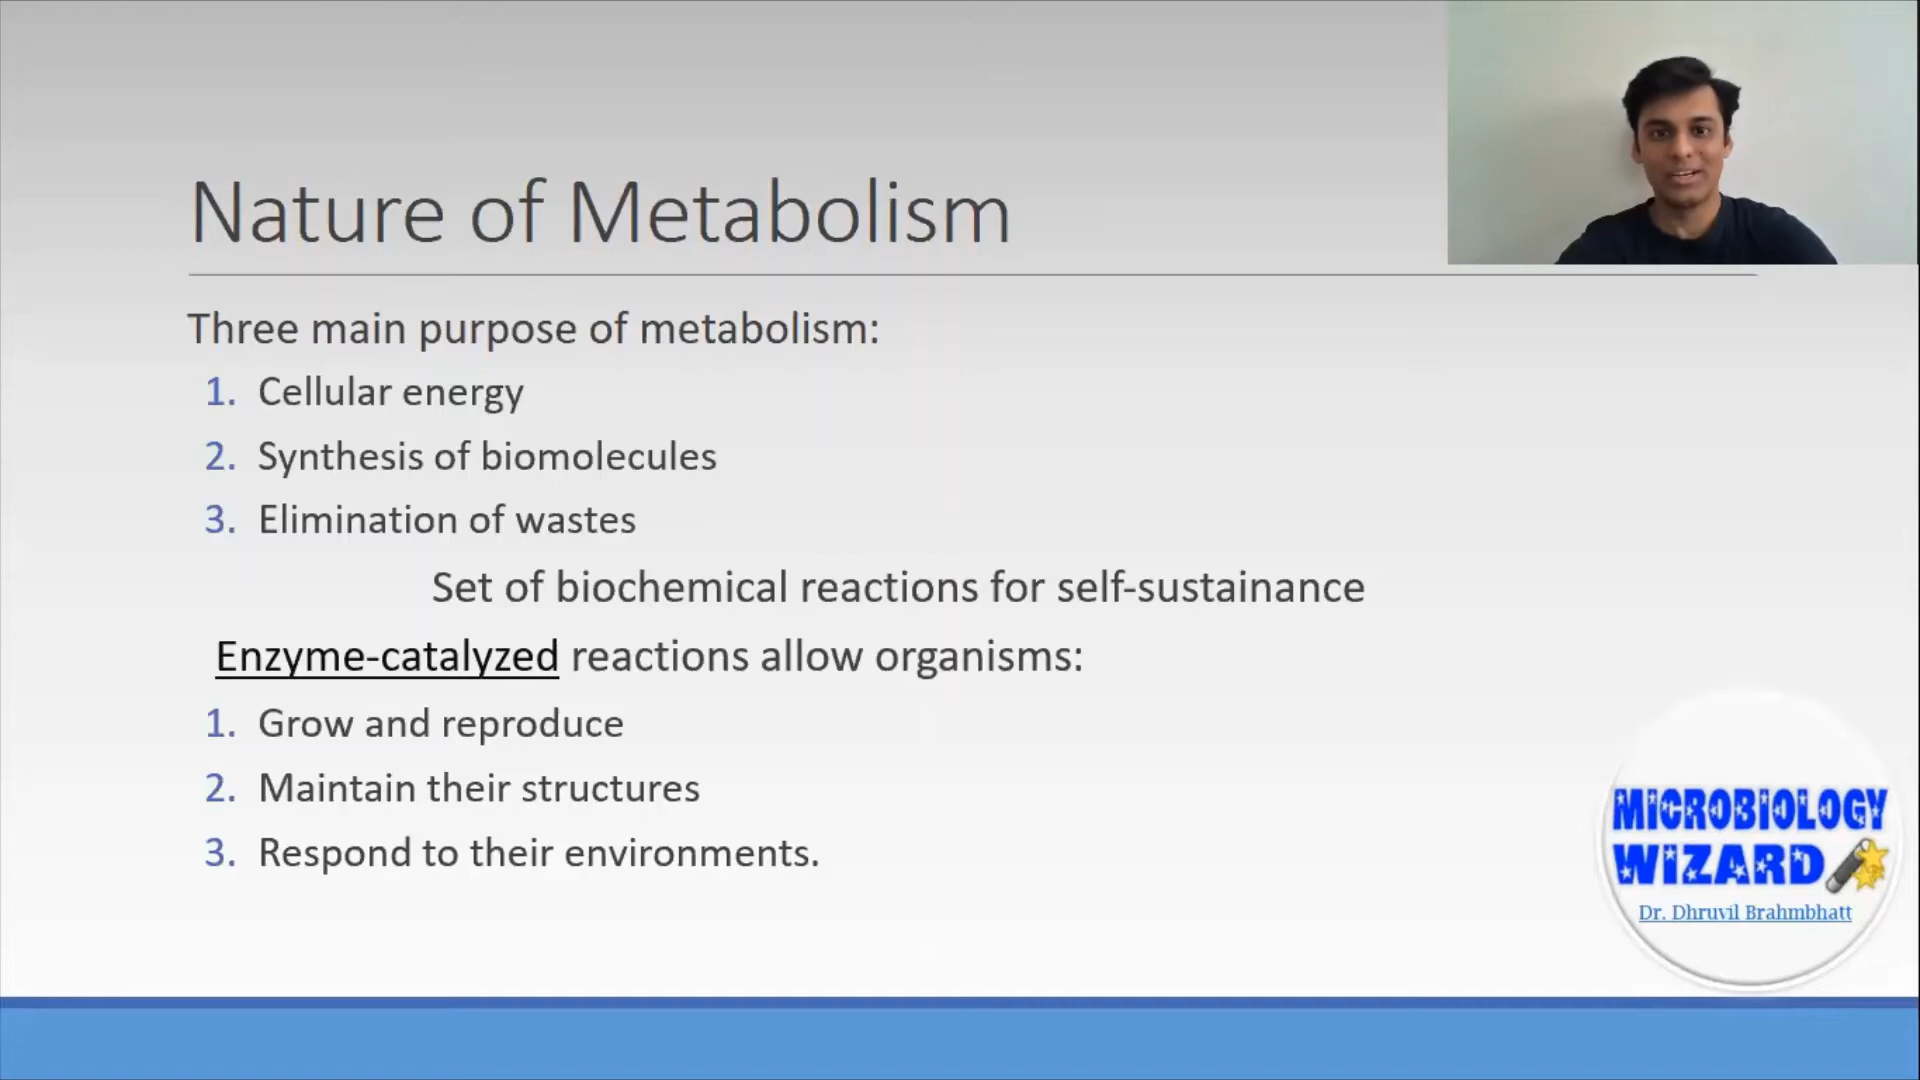 Nature of Metabolism
Three main purpose of metabolism:
1. Cellular energy
2. Synthesis of biomolecules
3. Elimination of wastes
Set of biochemical reactions for self-sustainance
Enzyme-catalyzed reactions allow organisms:
1. Grow and reproduce
2. Maintain their structures
3. Respond to their environments.
MICROBIOLOGY
WIZARD
Dr. Dhruvil Brahmbhatt